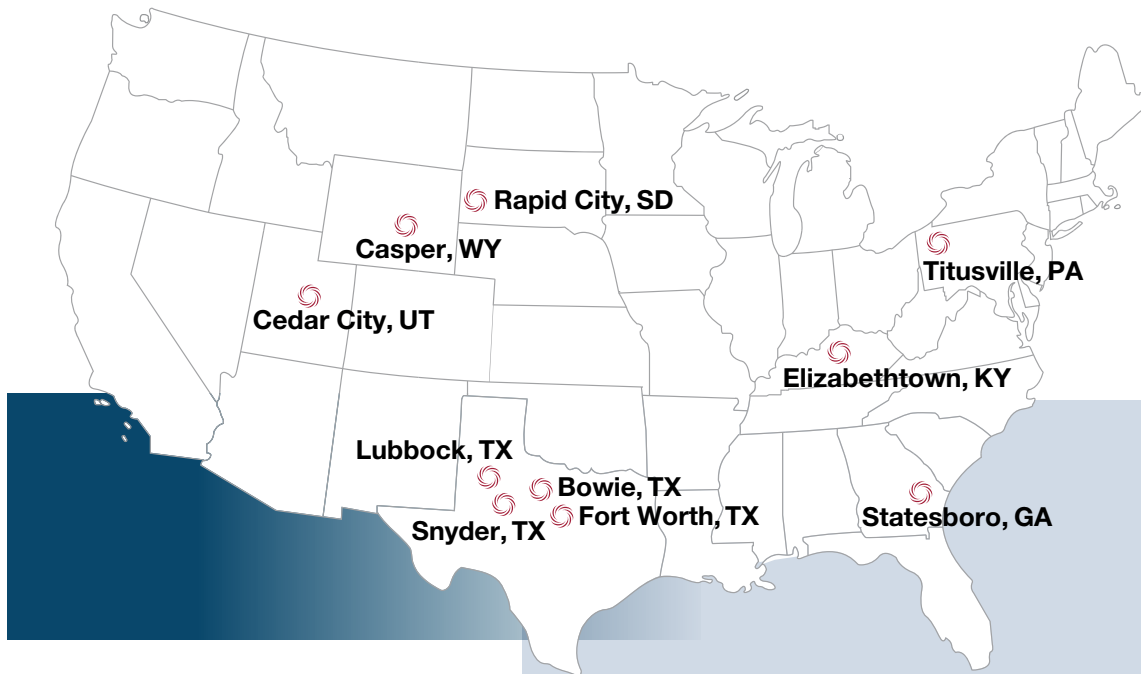 Rapid City, SD
Casper, WY
Titusville, PA
Cedar City, UT
Elizabethtown, KY
Lubbock, TX
Bowie, TX
Fort Worth, TX
Snyder, TX
Statesboro, GA